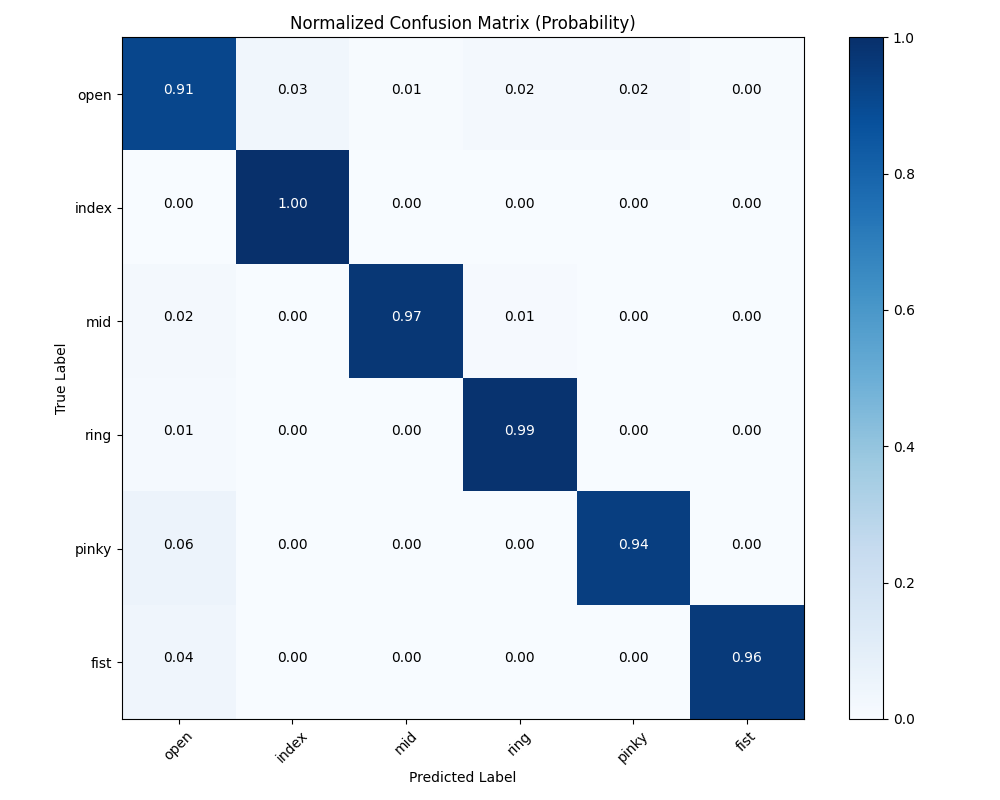 Normalized Confusion Matrix (Probability)
open 0.91 0.03 0.01 0.02 0.02 0.00
index 0.00 1.00 0.00 0.00 0.00 0.00
mid 0.02 0.00 0.97 0.01 0.00 0.00
ring 0.01 0.00 0.00 0.99 0.00 0.00
pinky 0.06 0.00 0.00 0.00 0.94 0.00
fist 0.04 0.00 0.00 0.00 0.00 0.96
open index mid ring pinky fist
True Label
Predicted Label
1.0
0.8
0.6
0.4
0.2
0.0